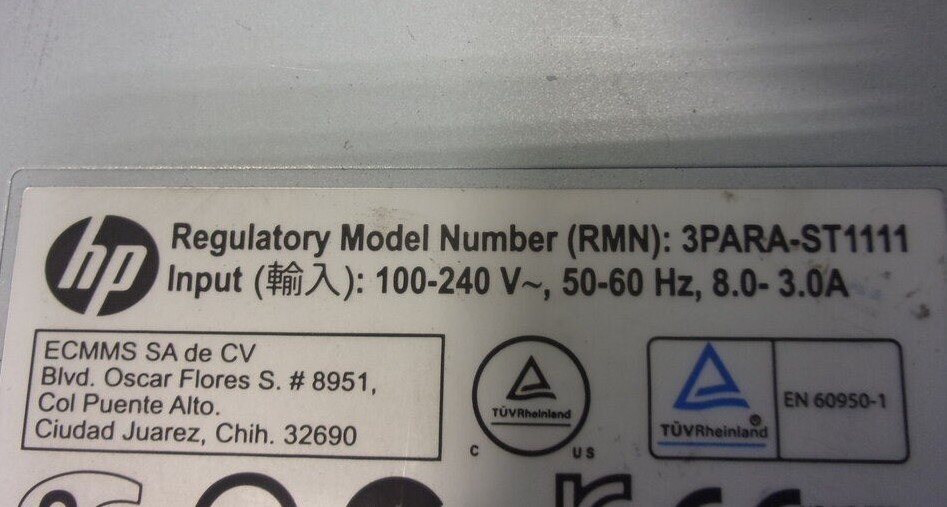 hp
Regulatory Model Number (RMN): 3PARA-ST1111
Input (輸入): 100-240 V~, 50-60 Hz, 8.0- 3.0A
ECMMS SA de CV
Blvd. Oscar Flores S. # 8951,
Col Puente Alto.
Ciudad Juarez, Chih. 32690
TÜVRheinland
C US
®
TÜVRheinland
EN 60950-1